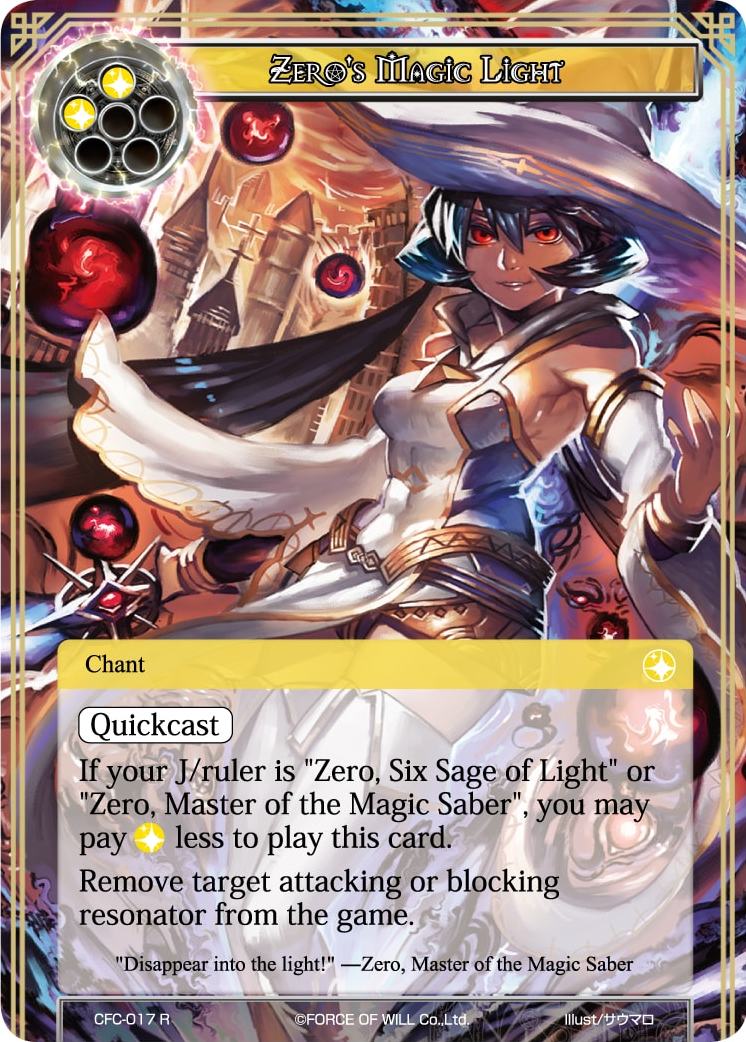 Zero's Magic Light
Chant
Quickcast
If your J/ruler is "Zero, Six Sage of Light" or
"Zero, Master of the Magic Saber", you may
pay less to play this card.
Remove target attacking or blocking
resonator from the game.
"Disappear into the light!" —Zero, Master of the Magic Saber
CFC-017 R ©FORCE OF WILL Co.,Ltd. Illust/サウマロ